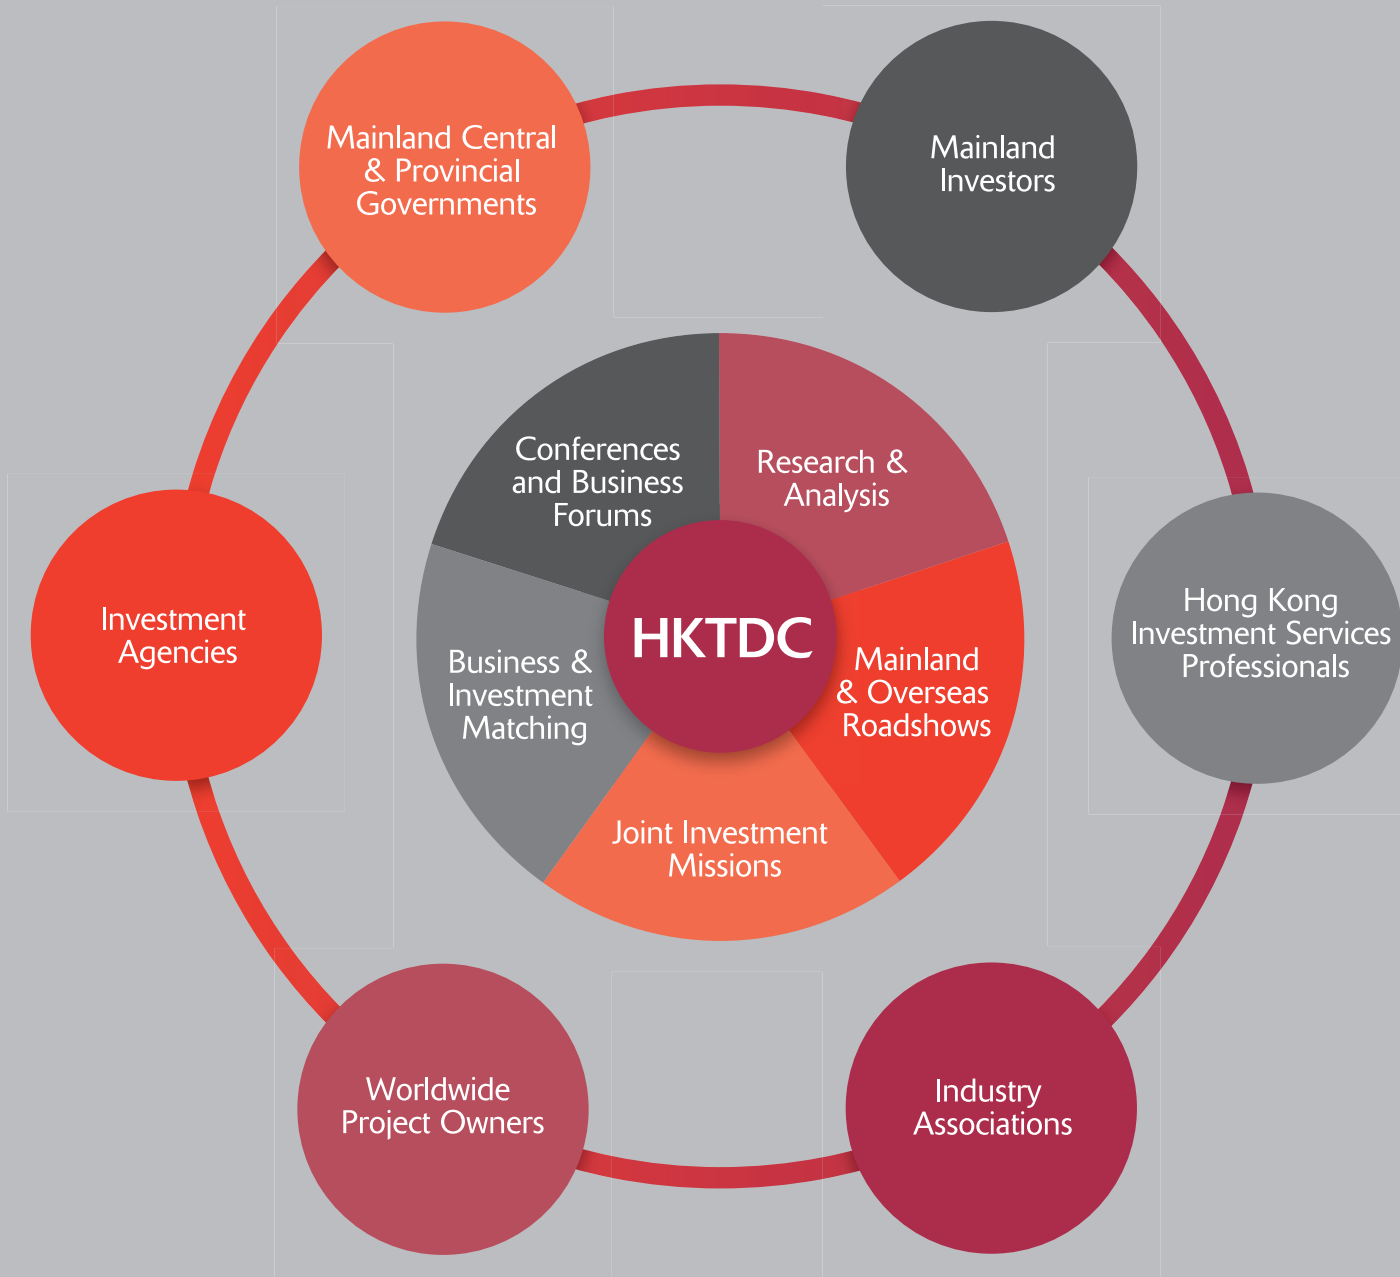 Mainland Central
& Provincial
Governments
Mainland
Investors
Conferences
and Business
Forums
Research &
Analysis
HKTDC
Investment
Agencies
Business &
Investment
Matching
Mainland
& Overseas
Roadshows
Hong Kong
Investment Services
Professionals
Joint Investment
Missions
Worldwide
Project Owners
Industry
Associations